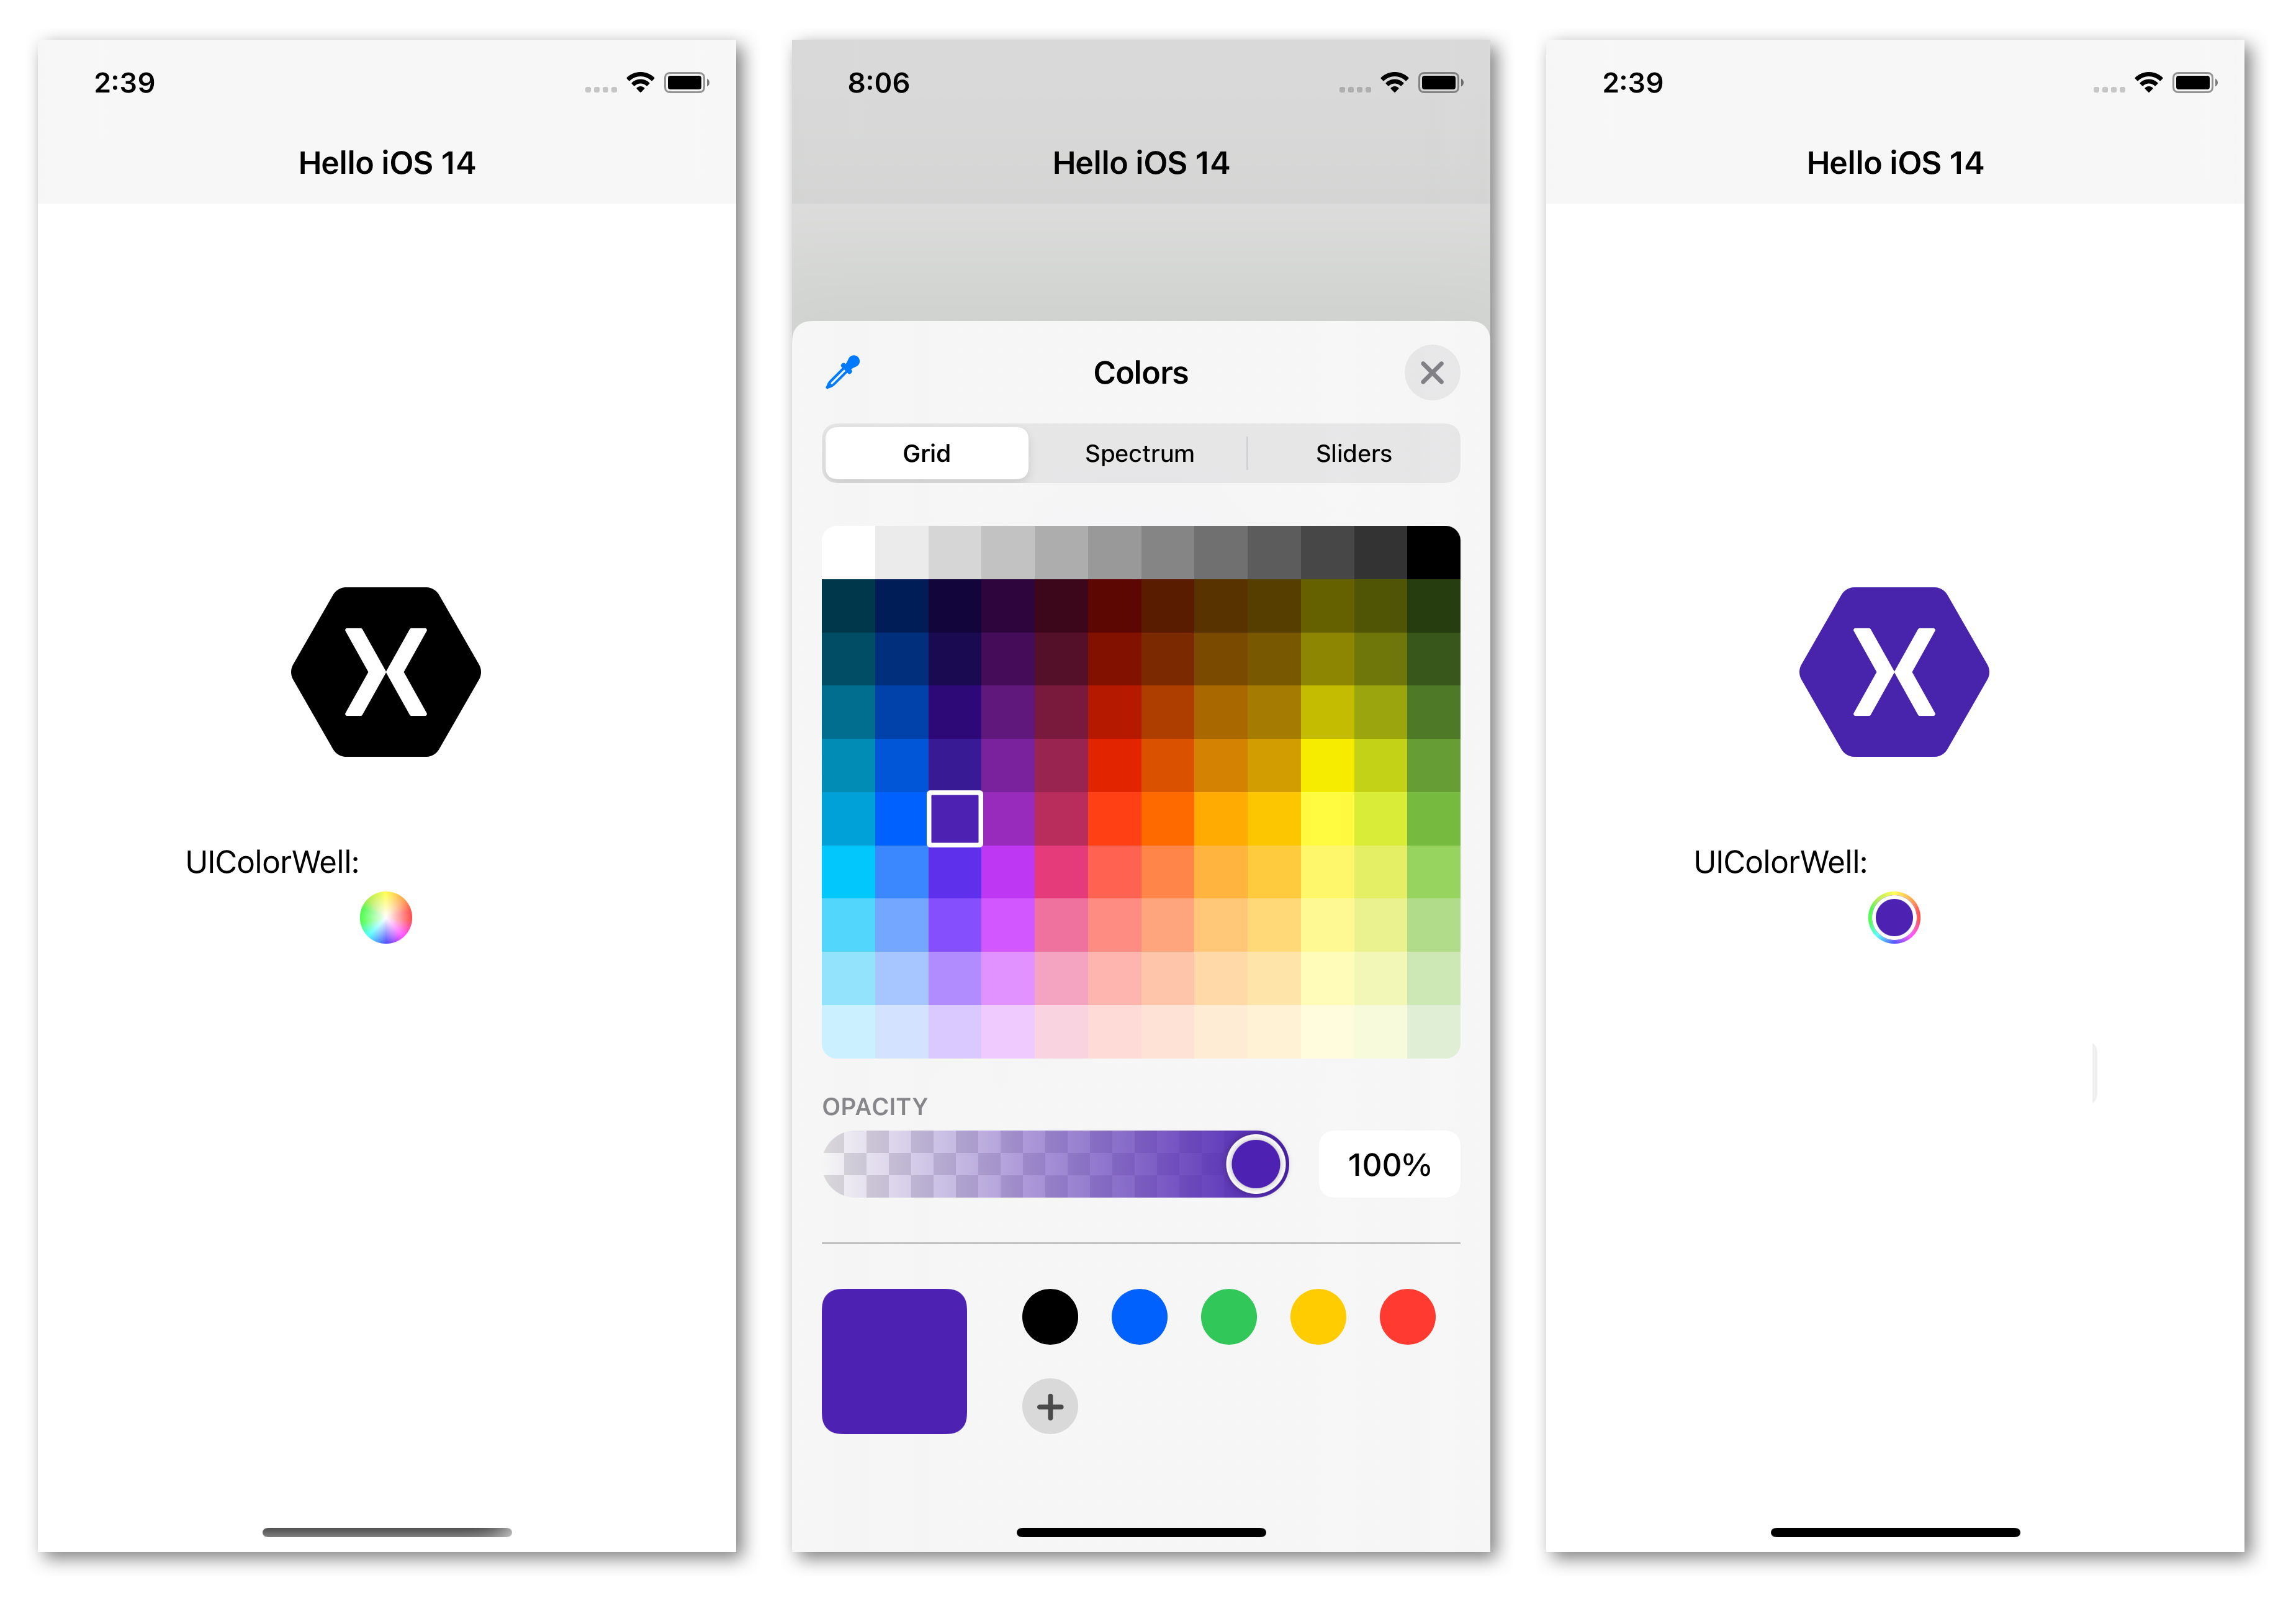 2:39
Hello iOS 14
X
UIColorWell:
8:06
Hello iOS 14
Colors
Grid Spectrum Sliders
OPACITY
100%
2:39
Hello iOS 14
X
UIColorWell: